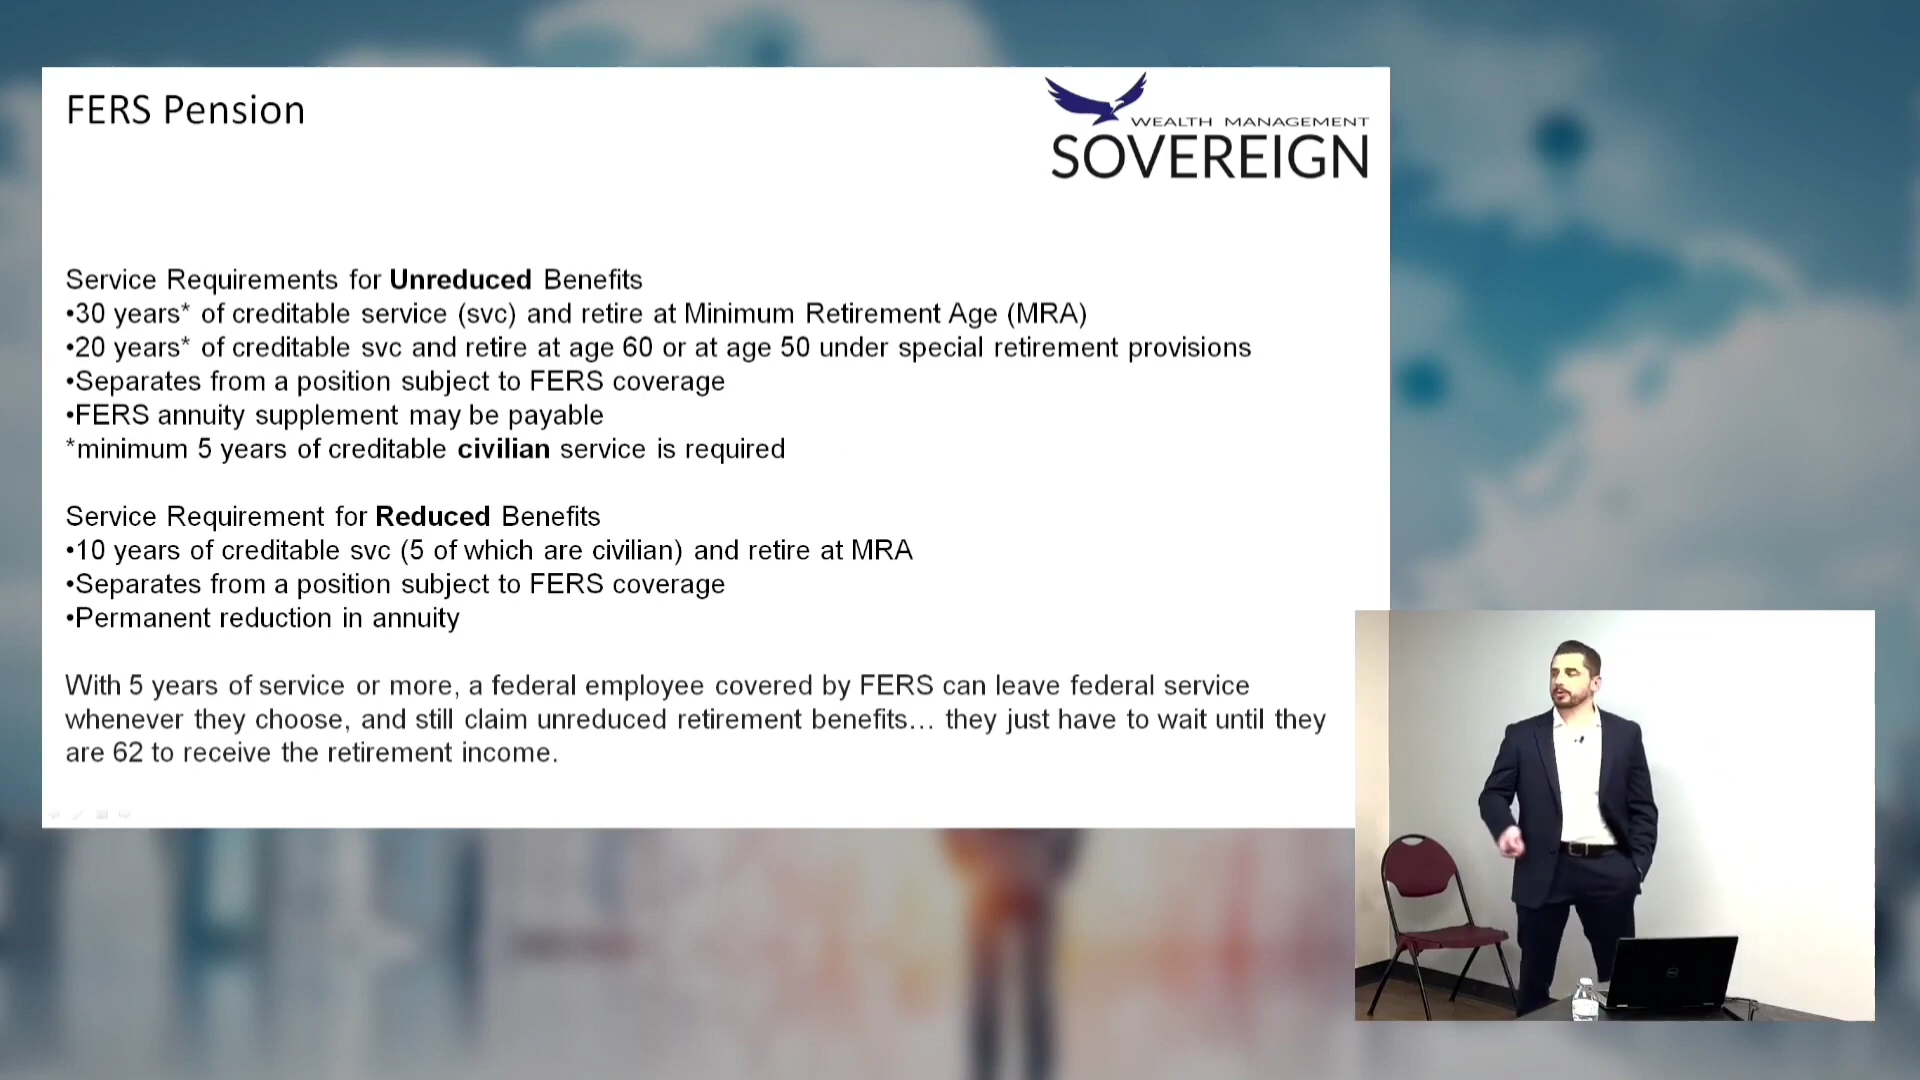 FERS Pension
WEALTH MANAGEMENT
SOVEREIGN
Service Requirements for Unreduced Benefits
•30 years* of creditable service (svc) and retire at Minimum Retirement Age (MRA)
•20 years* of creditable svc and retire at age 60 or at age 50 under special retirement provisions
•Separates from a position subject to FERS coverage
•FERS annuity supplement may be payable
*minimum 5 years of creditable civilian service is required
Service Requirement for Reduced Benefits
•10 years of creditable svc (5 of which are civilian) and retire at MRA
•Separates from a position subject to FERS coverage
•Permanent reduction in annuity
With 5 years of service or more, a federal employee covered by FERS can leave federal service
whenever they choose, and still claim unreduced retirement benefits... they just have to wait until they
are 62 to receive the retirement income.